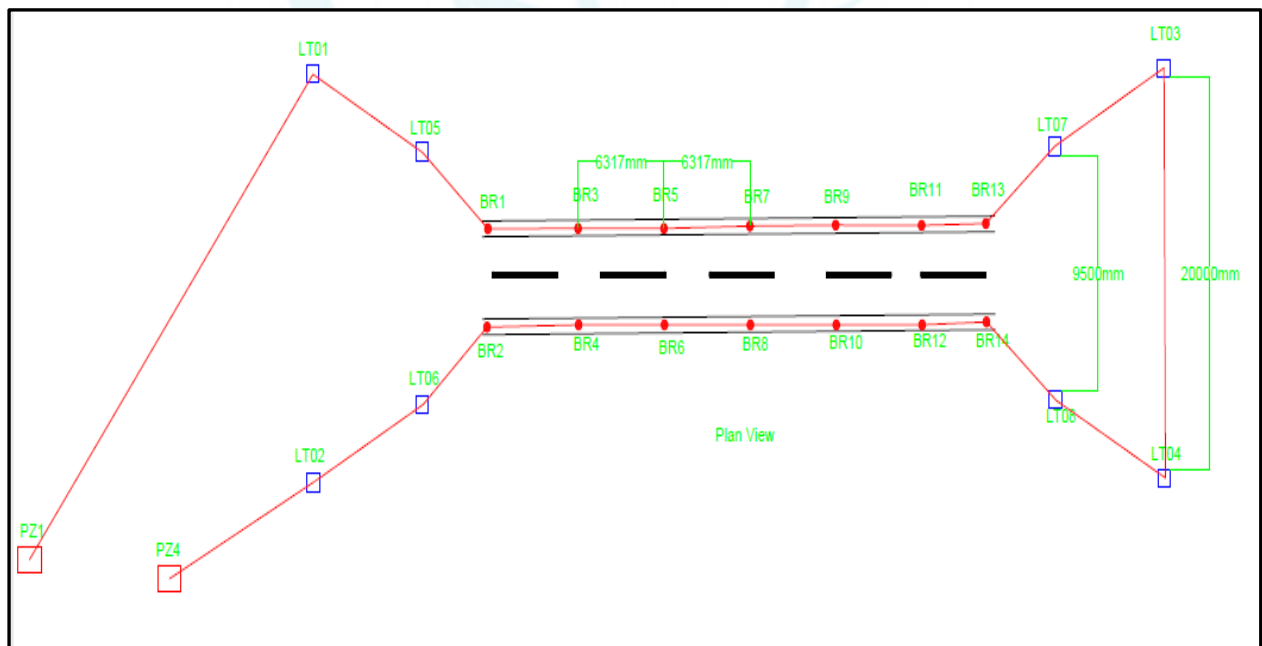 LT01
LT03
LT05
LT07
6317mm 6317mm
BR1 BR3 BR5 BR7 BR9 BR11 BR13
9500mm 20000mm
BR2 BR4 BR6 BR8 BR10 BR12 BR14
LT06
LT08
Plan View
LT02
LT04
PZ1
PZ4